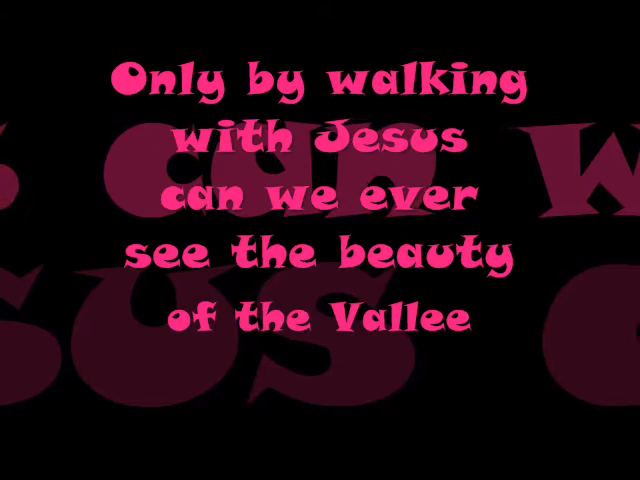 Only by walking
with Jesus
can we ever
see the beauty
of the Vallee